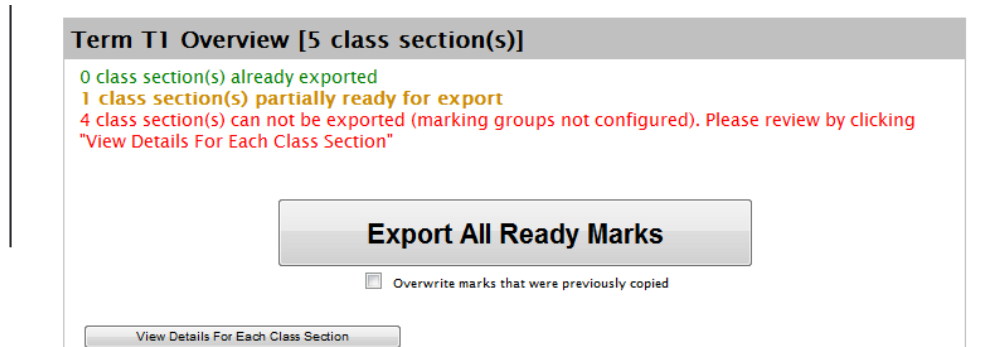 Term T1 Overview [5 class section(s)]
0 class section(s) already exported
1 class section(s) partially ready for export
4 class section(s) can not be exported (marking groups not configured). Please review by clicking
"View Details For Each Class Section"
Export All Ready Marks
Overwrite marks that were previously copied
View Details For Each Class Section